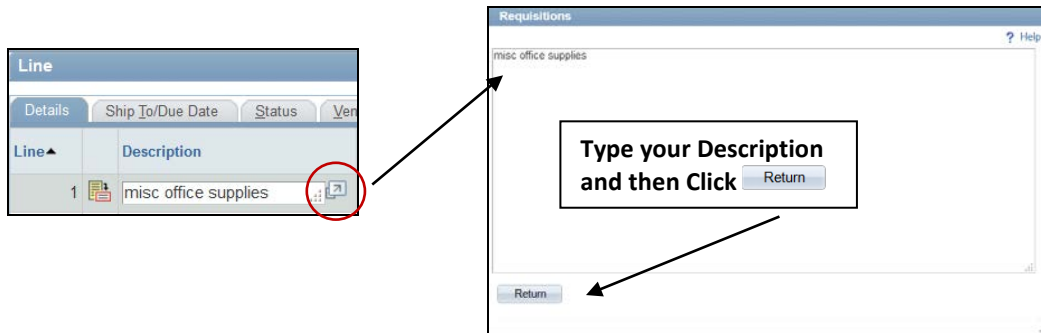 Line
Details Ship To/Due Date Status Ven
Line Description
1 misc office supplies
Requisitions
? Help
misc office supplies
Type your Description
and then Click Return
Return